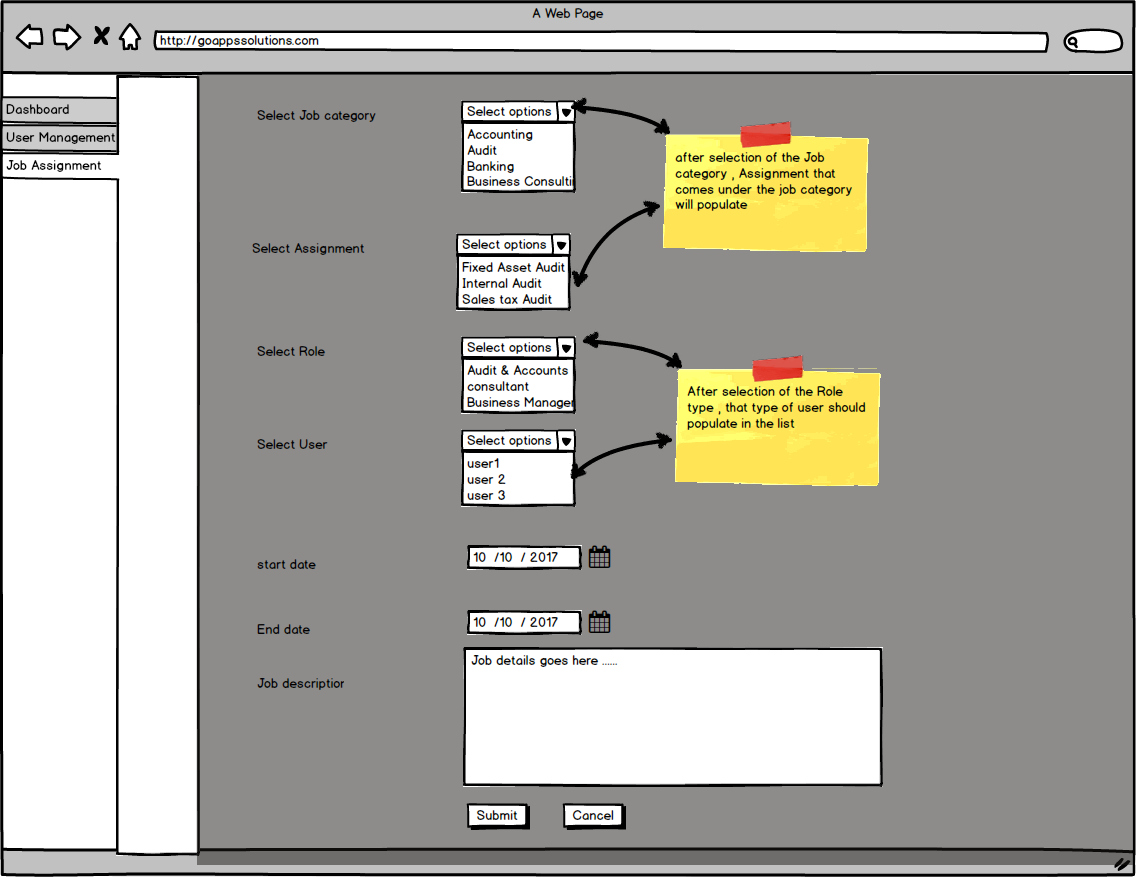 A Web Page
http://goappssolutions.com
Dashboard
User Management
Job Assignment
Select Job category
Select options
Accounting
Audit
Banking
Business Consulti
after selection of the Job
category , Assignment that
comes under the job category
will populate
Select Assignment
Select options
Fixed Asset Audit
Internal Audit
Sales tax Audit
Select Role
Select options
Audit & Accounts
consultant
Business Manager
After selection of the Role
type , that type of user should
populate in the list
Select User
Select options
user1
user 2
user 3
start date
10 /10 / 2017
End date
10 /10 / 2017
Job description
Job details goes here ......
Submit
Cancel